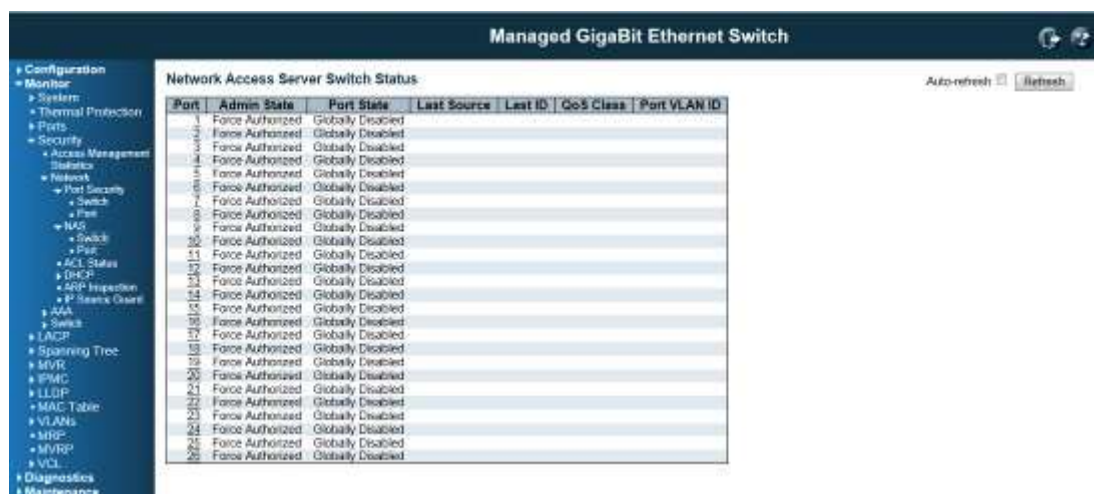 Managed GigaBit Ethernet Switch
Configuration
Monitor
System
Thermal Protection
Ports
Security
Access Management
Statistics
Network
Port Security
Switch
Port
NAS
Switch
Port
ACL Status
DHCP
ARP Inspection
IP Source Guard
AAA
Switch
LACP
Spanning Tree
MVR
IPMC
LLDP
MAC Table
VLANs
MRP
MVRP
VCL
Diagnostics
Maintenance
Network Access Server Switch Status
Auto-refresh Refresh
Port Admin State Port State Last Source Last ID QoS Class Port VLAN ID
1 Force Authorized Globally Disabled
2 Force Authorized Globally Disabled
3 Force Authorized Globally Disabled
4 Force Authorized Globally Disabled
5 Force Authorized Globally Disabled
6 Force Authorized Globally Disabled
7 Force Authorized Globally Disabled
8 Force Authorized Globally Disabled
9 Force Authorized Globally Disabled
10 Force Authorized Globally Disabled
11 Force Authorized Globally Disabled
12 Force Authorized Globally Disabled
13 Force Authorized Globally Disabled
14 Force Authorized Globally Disabled
15 Force Authorized Globally Disabled
16 Force Authorized Globally Disabled
17 Force Authorized Globally Disabled
18 Force Authorized Globally Disabled
19 Force Authorized Globally Disabled
20 Force Authorized Globally Disabled
21 Force Authorized Globally Disabled
22 Force Authorized Globally Disabled
23 Force Authorized Globally Disabled
24 Force Authorized Globally Disabled
25 Force Authorized Globally Disabled
26 Force Authorized Globally Disabled